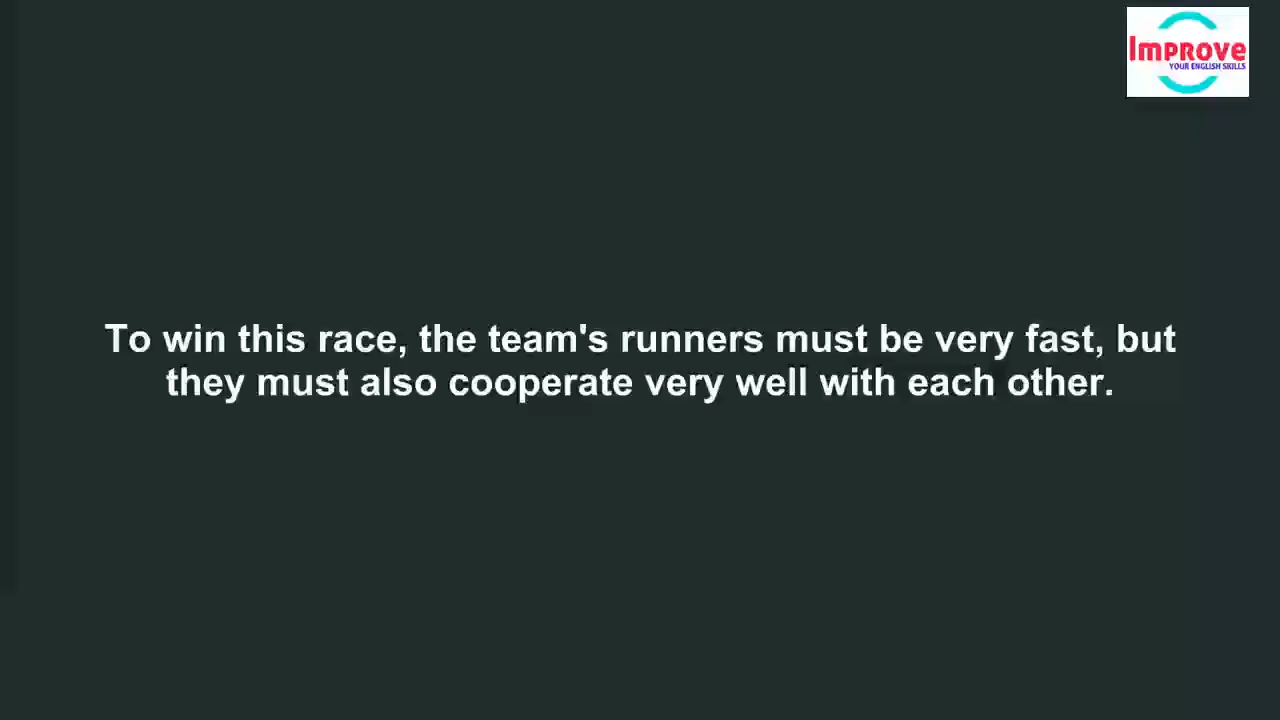 Improve
YOUR ENGLISH SKILLS
To win this race, the team's runners must be very fast, but
they must also cooperate very well with each other.